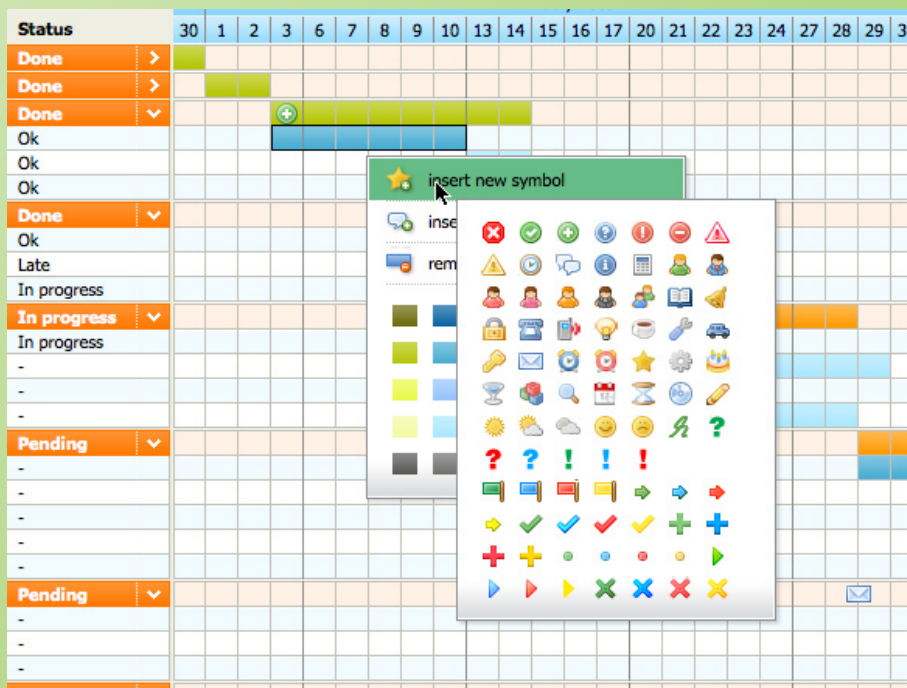 Status 30 1 2 3 6 7 8 9 10 13 14 15 16 17 20 21 22 23 24 27 28 29
Done
Done
Done
Ok
Ok
Ok
insert new symbol
Done
inse
Ok
Late
rem
In progress
In progress
In progress
-
-
-
Pending
-
-
-
-
-
Pending
-
-
-